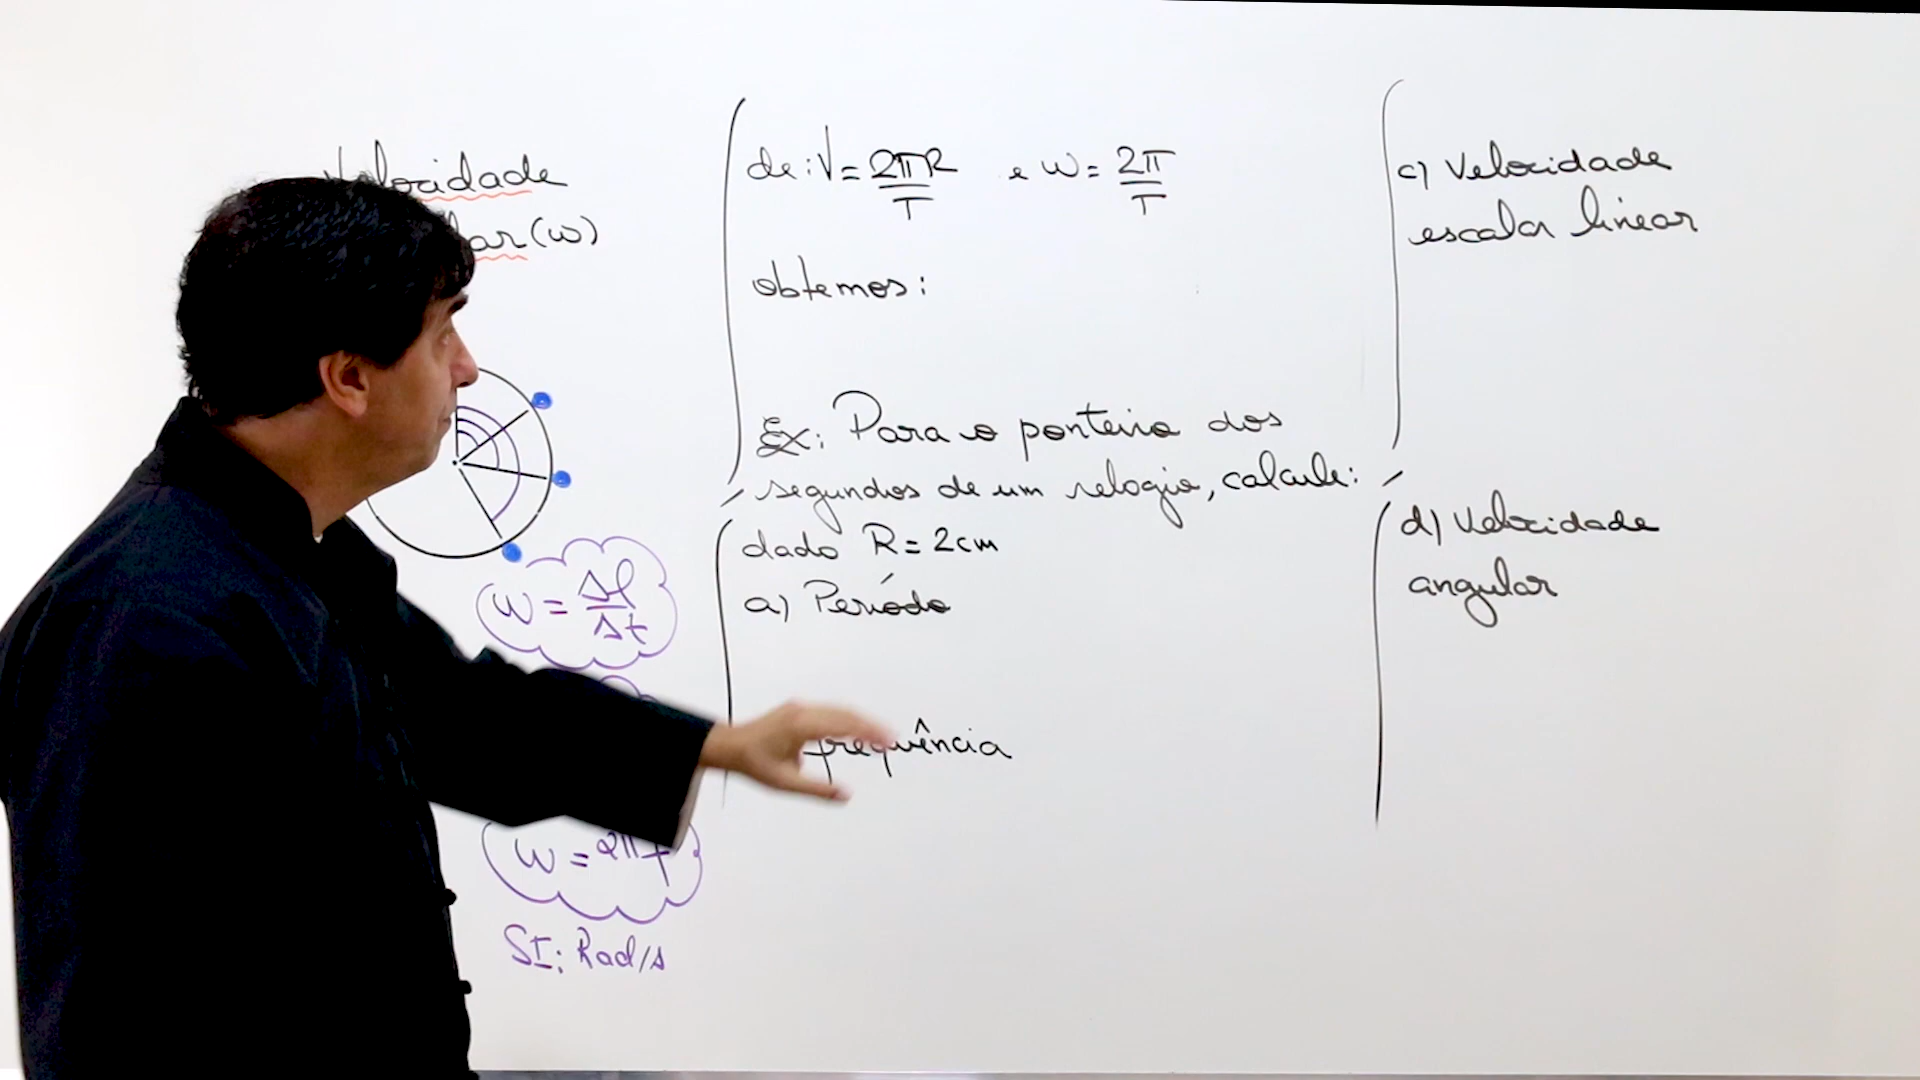 Velocidade
(ω)
ω = Δφ
Δt
ω = 2πf
SI: Rad/s
de: V = 2πR e ω = 2π
T T
obtemos:
Ex: Para o ponteiro dos
segundos de um relogio, calcule:
dado R = 2cm
a) Período
frequência
c) Velocidade
escalar linear
d) Velocidade
angular